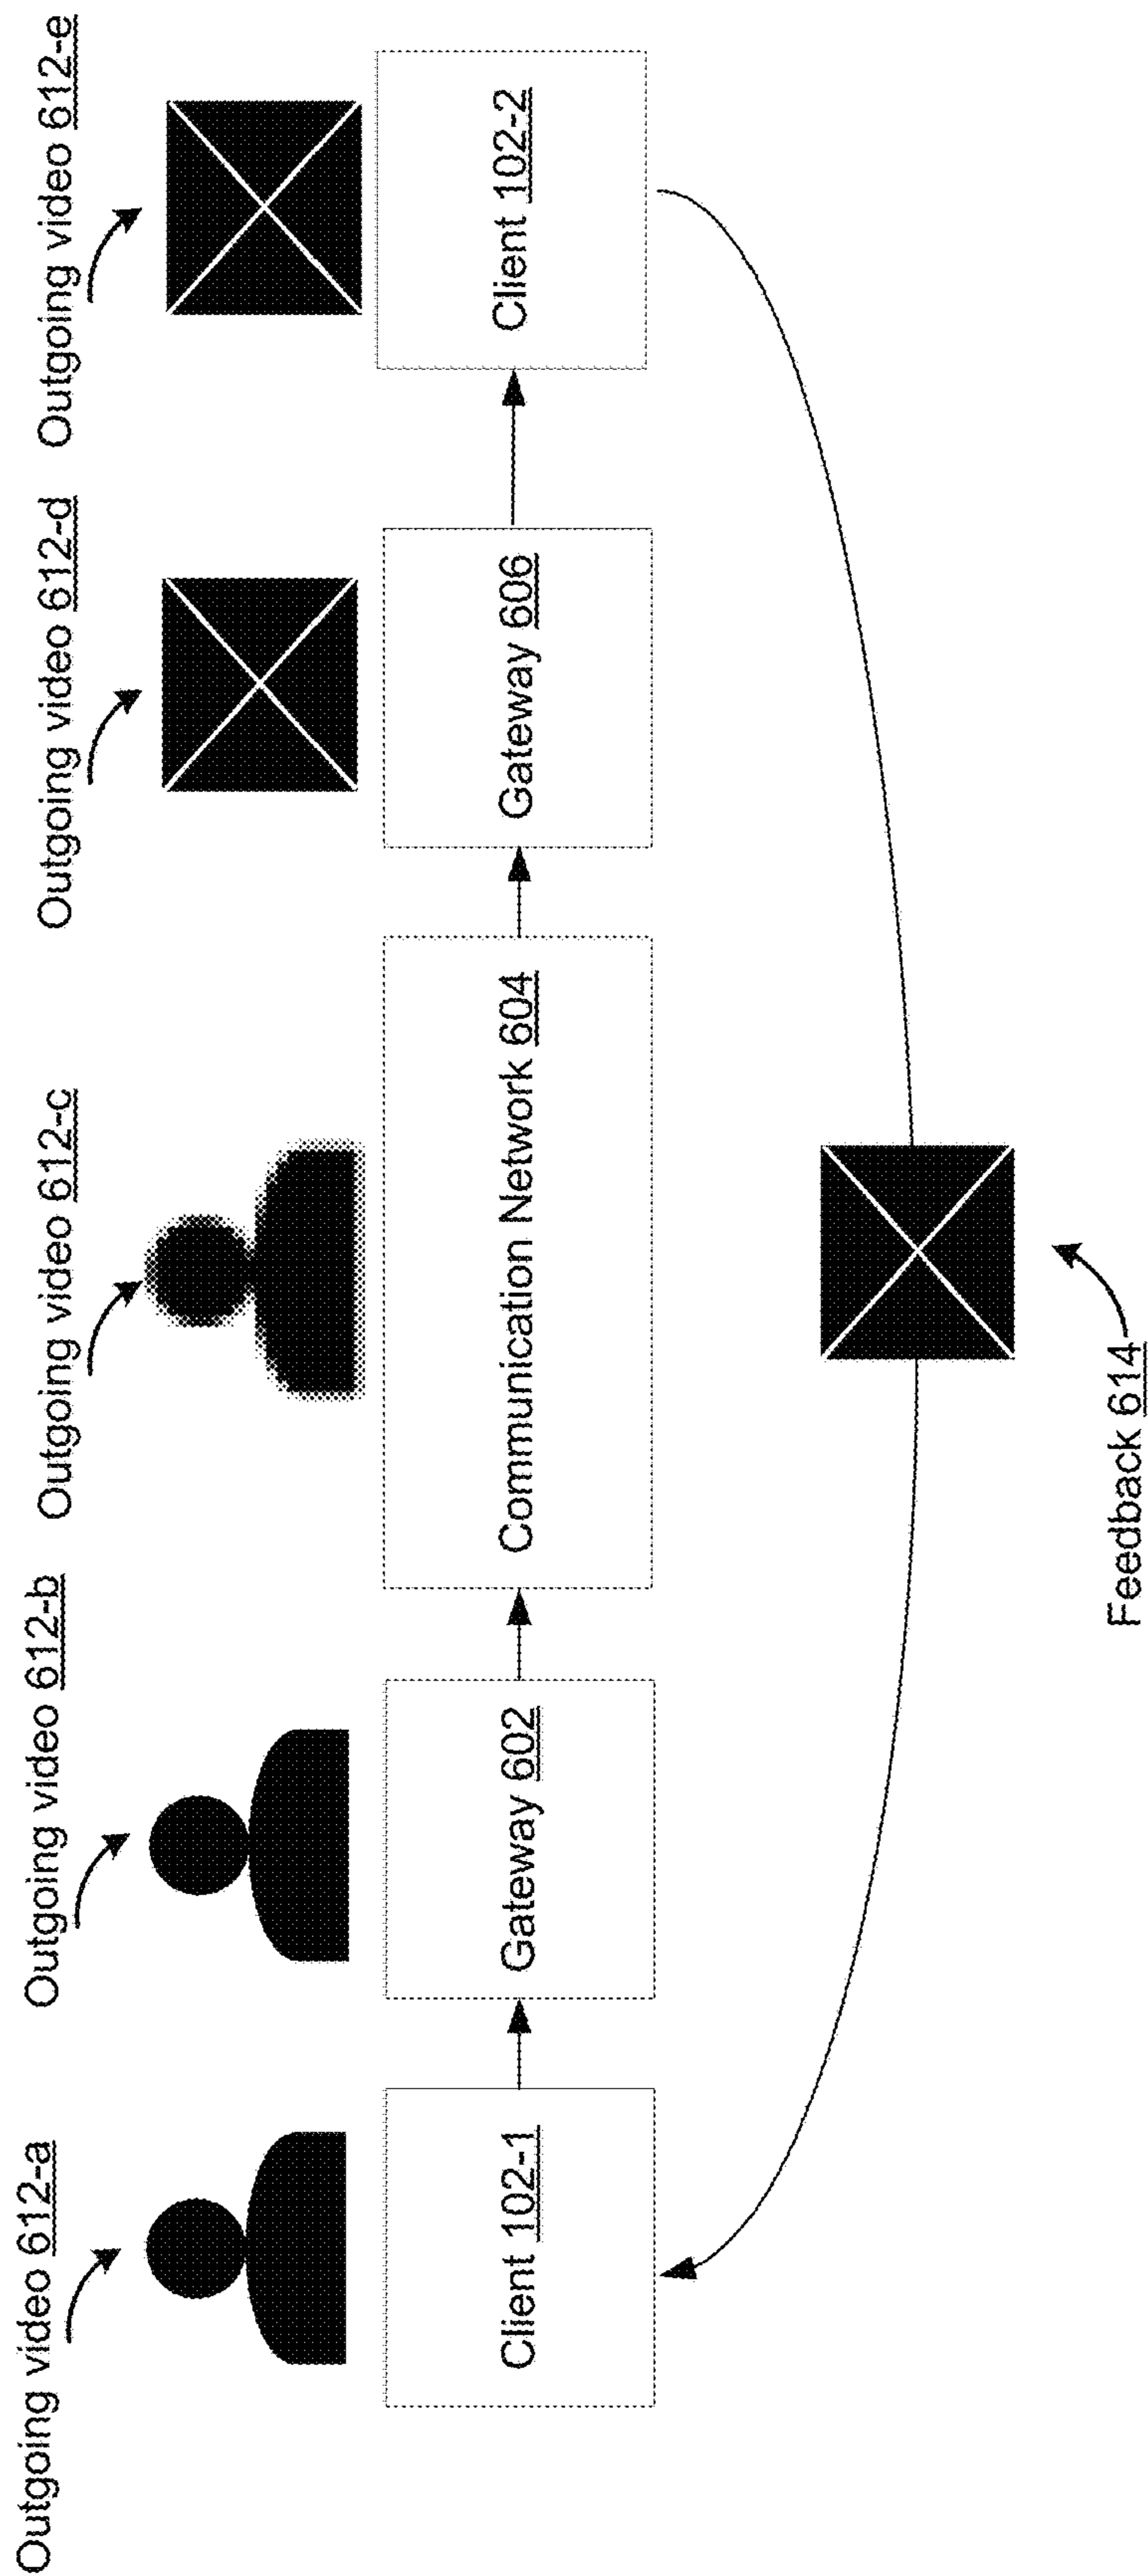 Outgoing video 612-a
Outgoing video 612-b
Outgoing video 612-c
Outgoing video 612-d
Outgoing video 612-e
Client 102-1
Gateway 602
Communication Network 604
Gateway 606
Client 102-2
Feedback 614